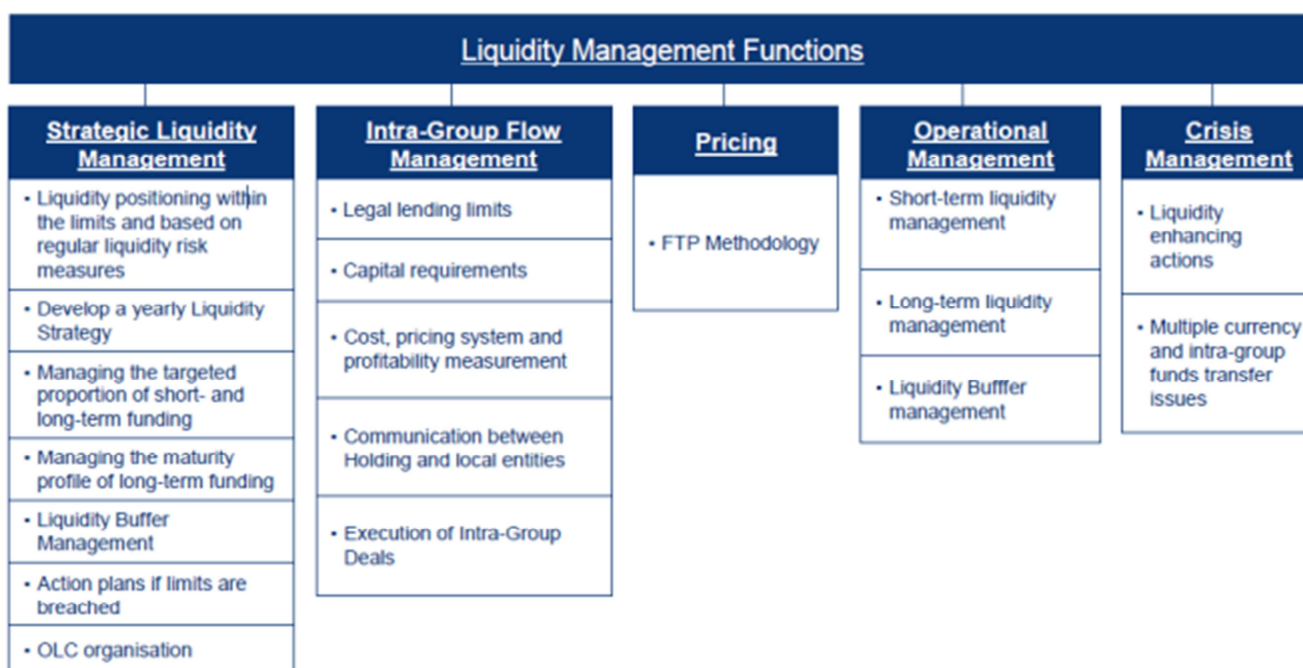 Liquidity Management Functions
Strategic Liquidity
Management
• Liquidity positioning within
the limits and based on
regular liquidity risk
measures
• Develop a yearly Liquidity
Strategy
• Managing the targeted
proportion of short- and
long-term funding
• Managing the maturity
profile of long-term funding
• Liquidity Buffer
Management
• Action plans if limits are
breached
• OLC organisation
Intra-Group Flow
Management
• Legal lending limits
• Capital requirements
• Cost, pricing system and
profitability measurement
• Communication between
Holding and local entities
• Execution of Intra-Group
Deals
Pricing
• FTP Methodology
Operational
Management
• Short-term liquidity
management
• Long-term liquidity
management
• Liquidity Bufffer
management
Crisis
Management
• Liquidity
enhancing
actions
• Multiple currency
and intra-group
funds transfer
issues